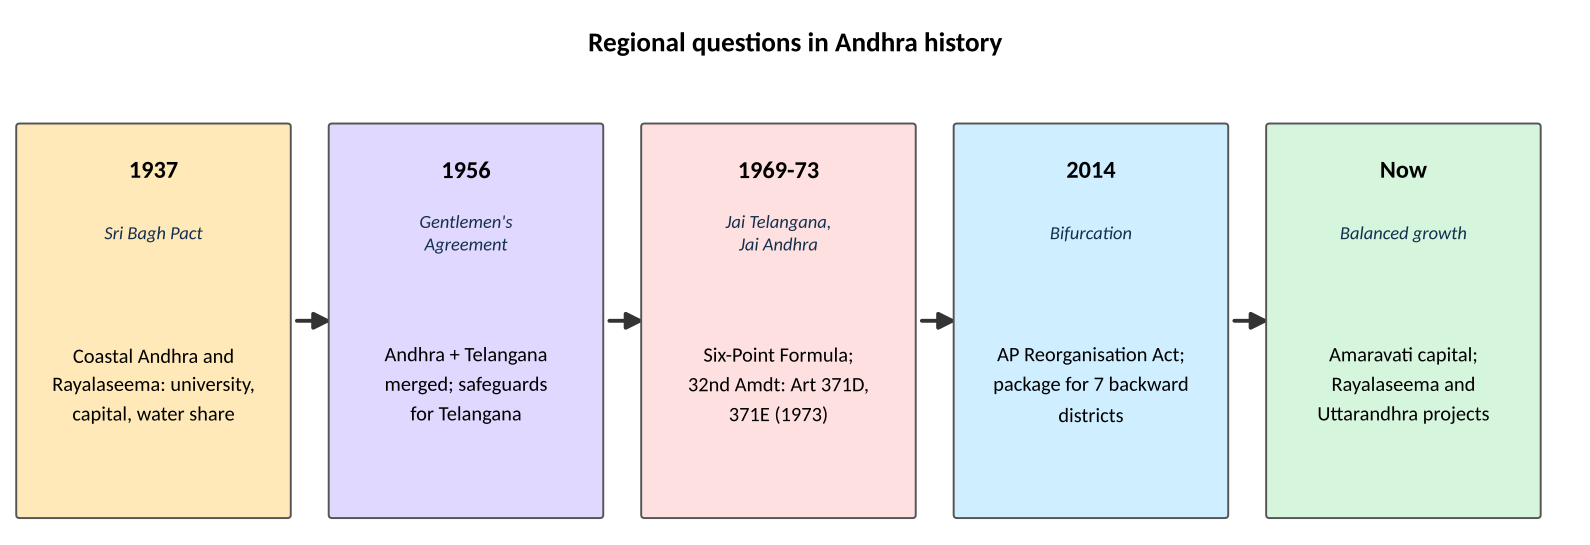 Regional questions in Andhra history
1937
Sri Bagh Pact
Coastal Andhra and
Rayalaseema: university,
capital, water share
1956
Gentlemen's
Agreement
Andhra + Telangana
merged; safeguards
for Telangana
1969-73
Jai Telangana,
Jai Andhra
Six-Point Formula;
32nd Amdt: Art 371D,
371E (1973)
2014
Bifurcation
AP Reorganisation Act;
package for 7 backward
districts
Now
Balanced growth
Amaravati capital;
Rayalaseema and
Uttarandhra projects